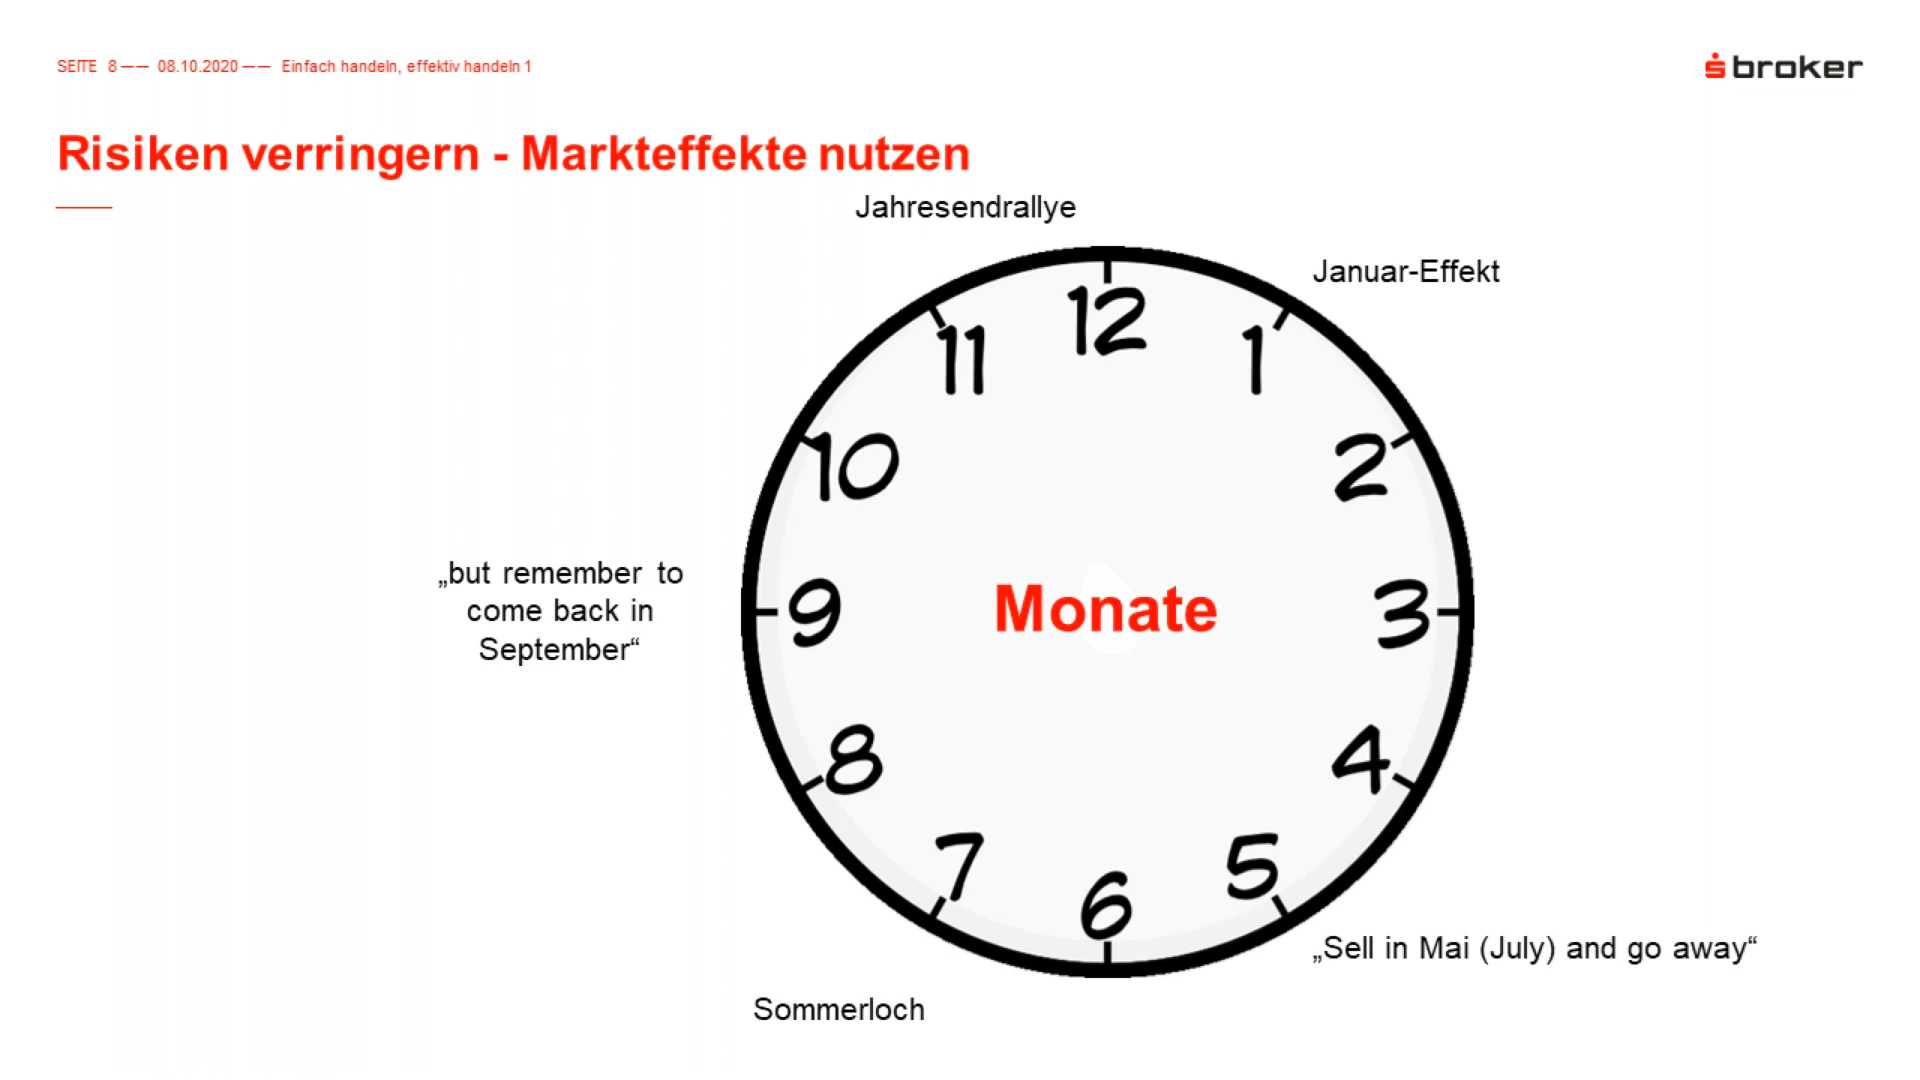 SEITE 8 —— 08.10.2020 —— Einfach handeln, effektiv handeln 1
broker
Risiken verringern - Markteffekte nutzen
Jahresendrallye
Januar-Effekt
12
11
1
10
2
„but remember to
come back in
September“
9
Monate
3
8
4
7
5
6
„Sell in Mai (July) and go away“
Sommerloch